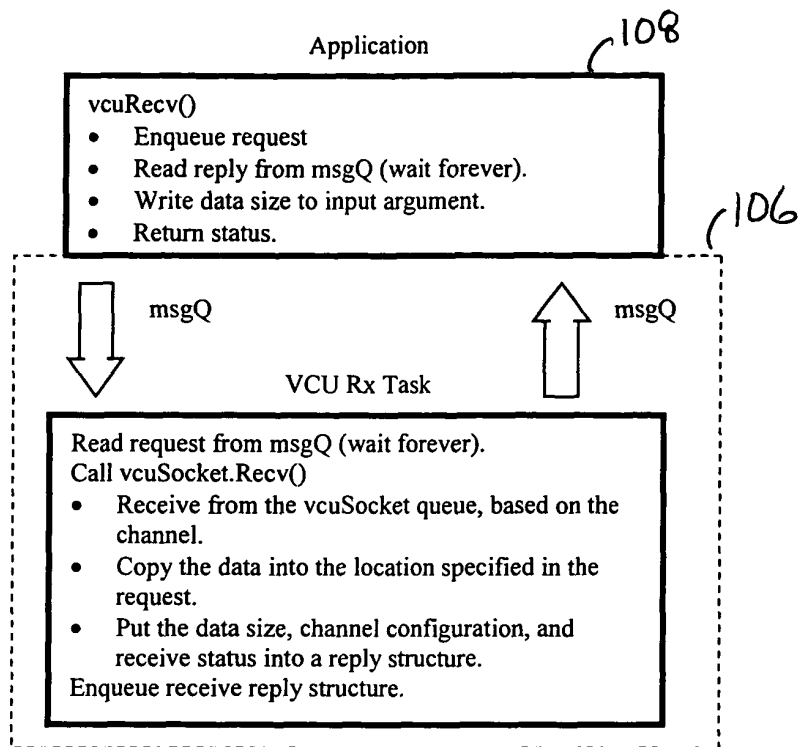 Application
108
vcuRecv()
• Enqueue request
• Read reply from msgQ (wait forever).
• Write data size to input argument.
• Return status.
106
msgQ
msgQ
VCU Rx Task
Read request from msgQ (wait forever).
Call vcuSocket.Recv()
• Receive from the vcuSocket queue, based on the
channel.
• Copy the data into the location specified in the
request.
• Put the data size, channel configuration, and
receive status into a reply structure.
Enqueue receive reply structure.